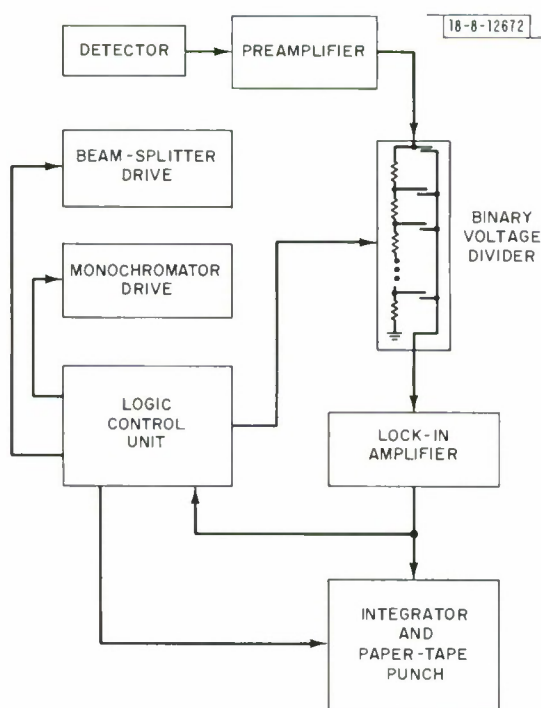 18-8-12672
DETECTOR
PREAMPLIFIER
BEAM-SPLITTER
DRIVE
BINARY
VOLTAGE
DIVIDER
MONOCHROMATOR
DRIVE
LOGIC
CONTROL
UNIT
LOCK-IN
AMPLIFIER
INTEGRATOR
AND
PAPER-TAPE
PUNCH